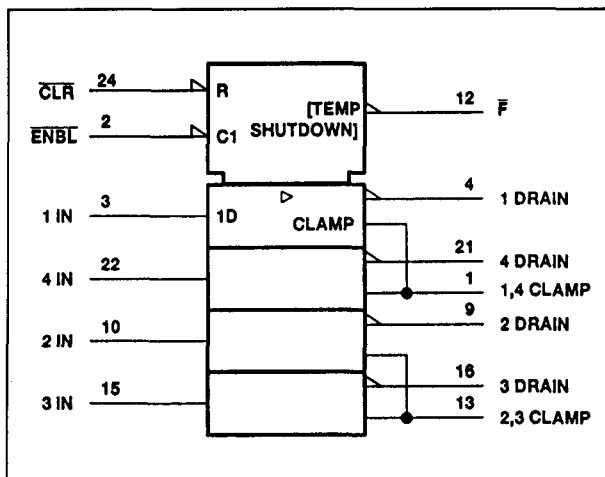 C̅L̅R̅ 24 R [TEMP SHUTDOWN] 12 F̅
E̅N̅B̅L̅ 2 C1
1 IN 3 1D CLAMP 4 1 DRAIN
4 IN 22 21 4 DRAIN
1 1,4 CLAMP
2 IN 10 9 2 DRAIN
3 IN 15 16 3 DRAIN
13 2,3 CLAMP